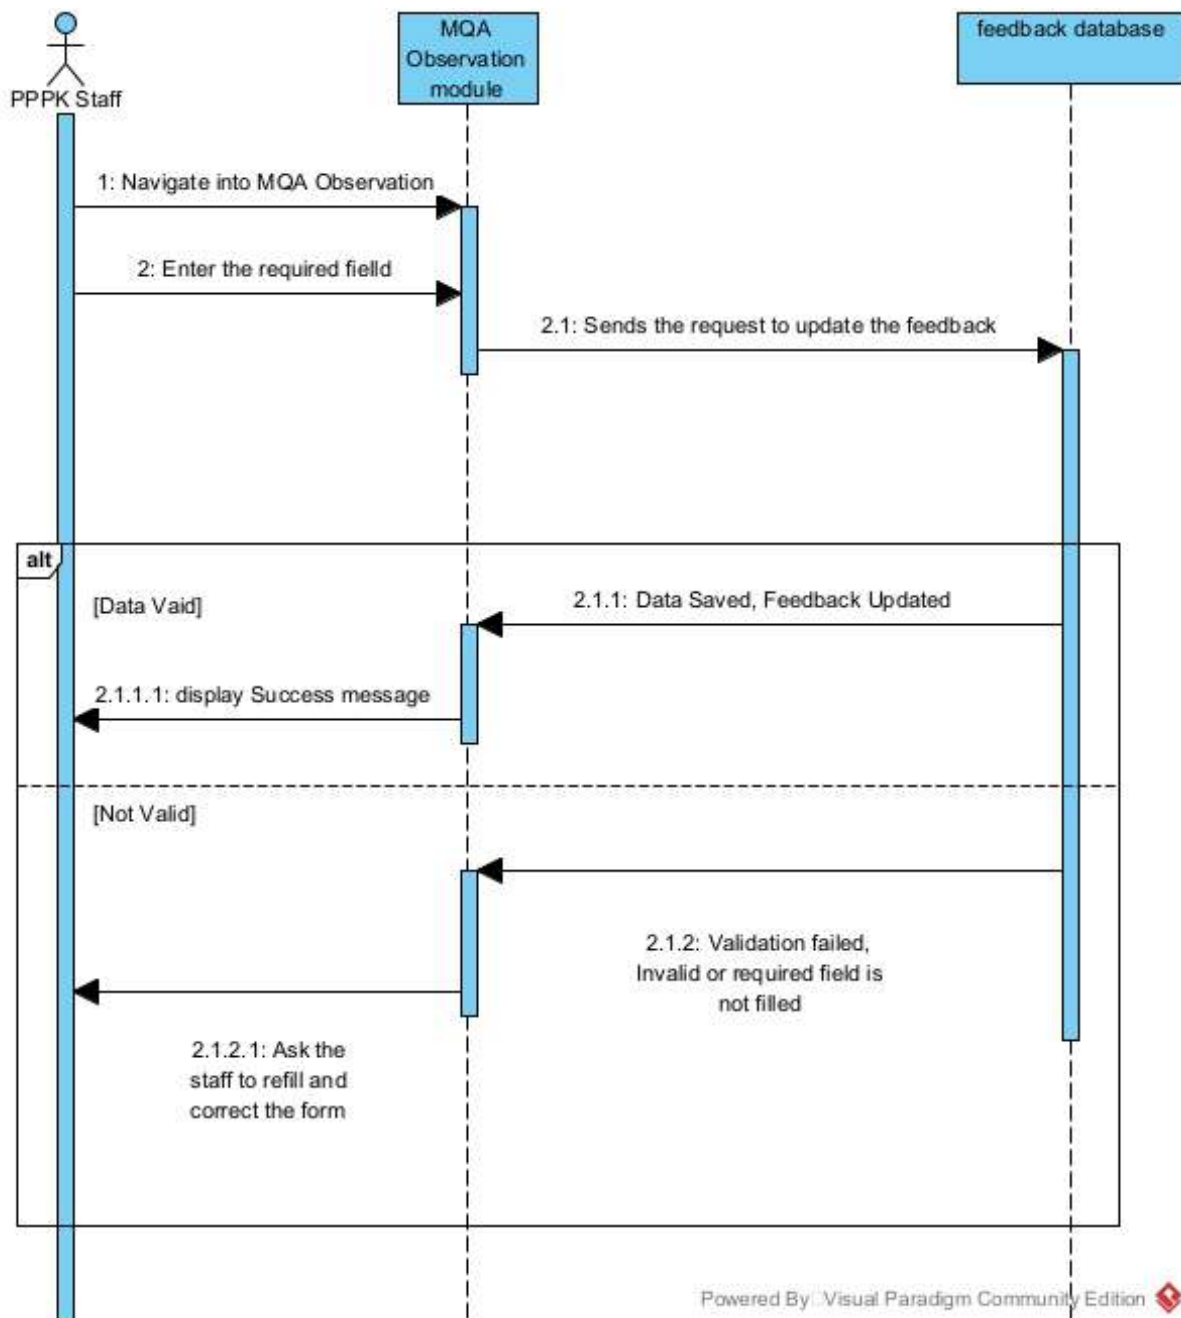 MQA
Observation
module
feedback database
PPPK Staff
1: Navigate into MQA Observation
2: Enter the required fielld
2.1: Sends the request to update the feedback
alt
[Data Vaid]
2.1.1: Data Saved, Feedback Updated
2.1.1.1: display Success message
[Not Valid]
2.1.2: Validation failed,
Invalid or required field is
not filled
2.1.2.1: Ask the
staff to refill and
correct the form
Powered By Visual Paradigm Community Edition